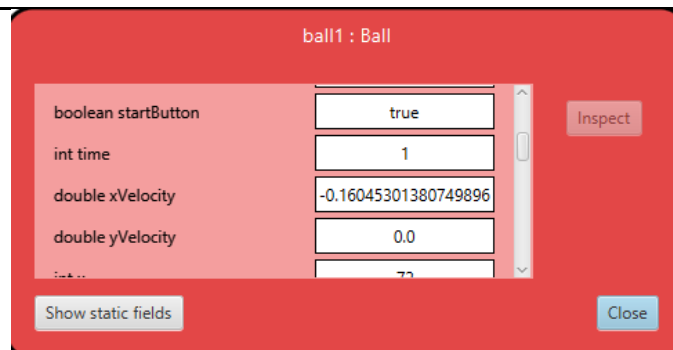 ball1 : Ball
boolean startButton true
Inspect
int time 1
double xVelocity -0.16045301380749896
double yVelocity 0.0
Show static fields
Close